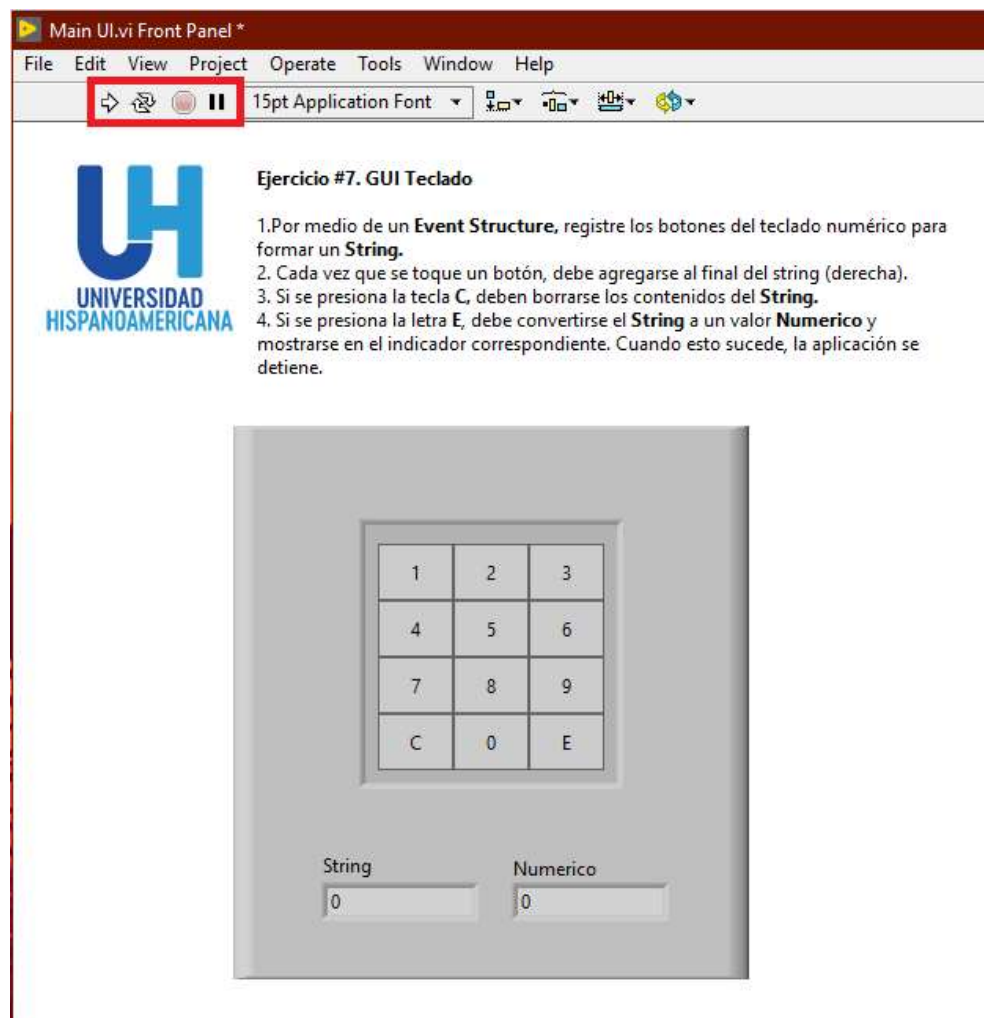 Main UI.vi Front Panel *
File Edit View Project Operate Tools Window Help
15pt Application Font
UH
UNIVERSIDAD
HISPANOAMERICANA
Ejercicio #7. GUI Teclado
1.Por medio de un Event Structure, registre los botones del teclado numérico para
formar un String.
2. Cada vez que se toque un botón, debe agregarse al final del string (derecha).
3. Si se presiona la tecla C, deben borrarse los contenidos del String.
4. Si se presiona la letra E, debe convertirse el String a un valor Numerico y
mostrarse en el indicador correspondiente. Cuando esto sucede, la aplicación se
detiene.
1 2 3
4 5 6
7 8 9
C 0 E
String Numerico
0 0